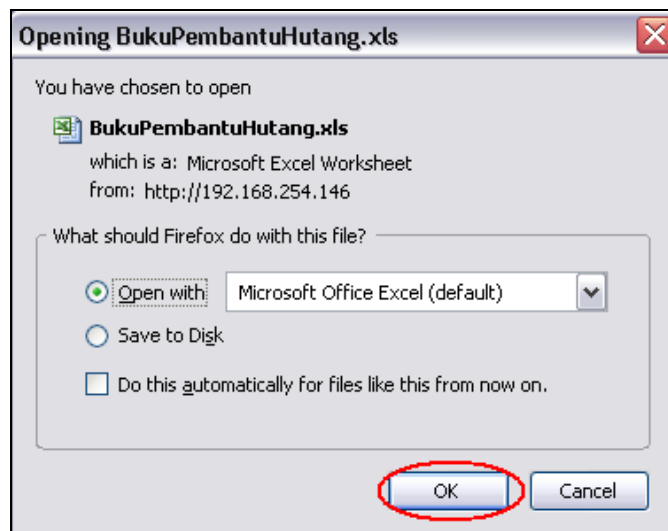 Opening BukuPembantuHutang.xls
You have chosen to open
BukuPembantuHutang.xls
which is a: Microsoft Excel Worksheet
from: http://192.168.254.146
What should Firefox do with this file?
Open with Microsoft Office Excel (default)
Save to Disk
Do this automatically for files like this from now on.
OK Cancel